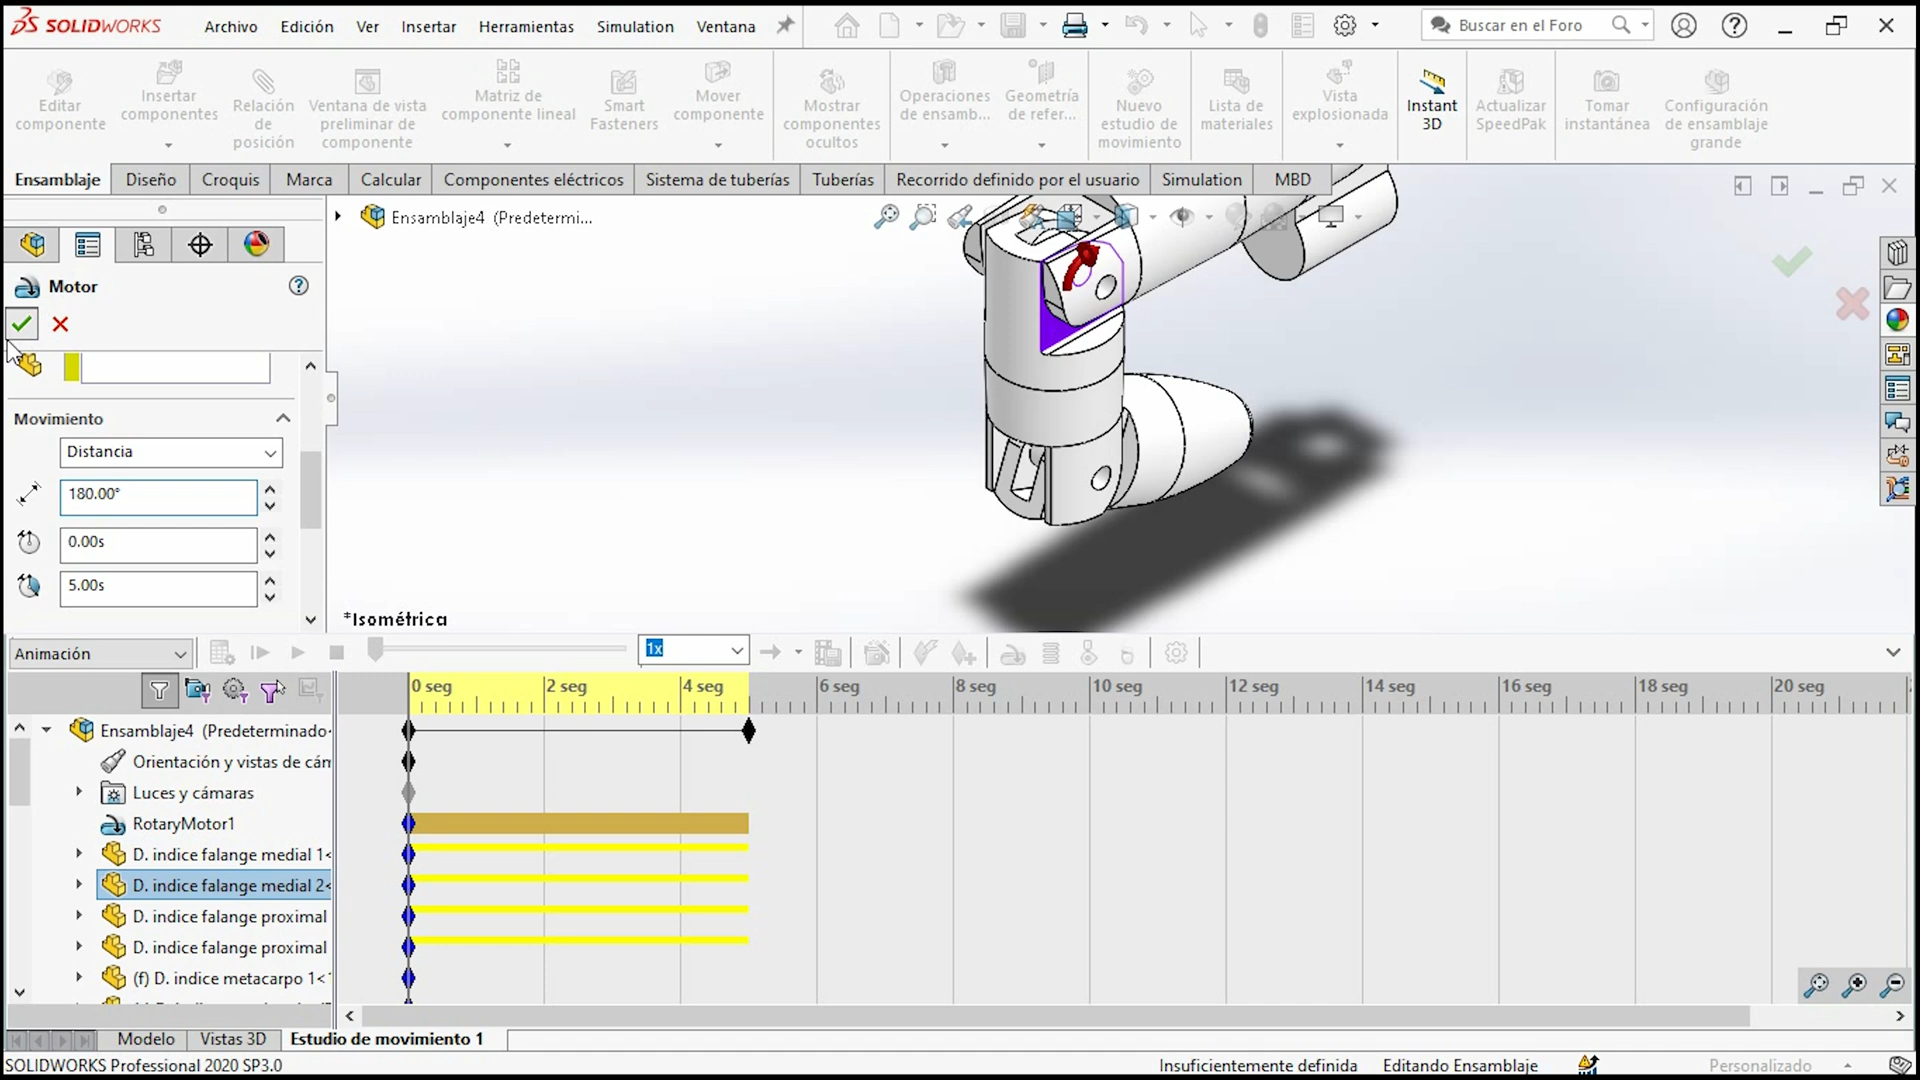 SOLIDWORKS
Archivo Edición Ver Insertar Herramientas Simulation Ventana
Buscar en el Foro
Editar componente
Insertar componentes
Relación de posición
Ventana de vista preliminar de componente
Matriz de componente lineal
Smart Fasteners
Mover componente
Mostrar componentes ocultos
Operaciones de ensamb...
Geometría de refer...
Nuevo estudio de movimiento
Lista de materiales
Vista explosionada
Instant 3D
Actualizar SpeedPak
Tomar instantánea
Configuración de ensamblaje grande
Ensamblaje Diseño Croquis Marca Calcular Componentes eléctricos Sistema de tuberías Tuberías Recorrido definido por el usuario Simulation MBD
Ensamblaje4 (Predetermi...
Motor
Movimiento
Distancia
180.00°
0.00s
5.00s
*Isométrica
Animación
1x
0 seg 2 seg 4 seg 6 seg 8 seg 10 seg 12 seg 14 seg 16 seg 18 seg 20 seg
Ensamblaje4 (Predeterminado
Orientación y vistas de cám
Luces y cámaras
RotaryMotor1
D. indice falange medial 1<
D. indice falange medial 2<
D. indice falange proximal
D. indice falange proximal
(f) D. indice metacarpo 1<1
Modelo Vistas 3D Estudio de movimiento 1
SOLIDWORKS Professional 2020 SP3.0
Insuficientemente definida Editando Ensamblaje Personalizado